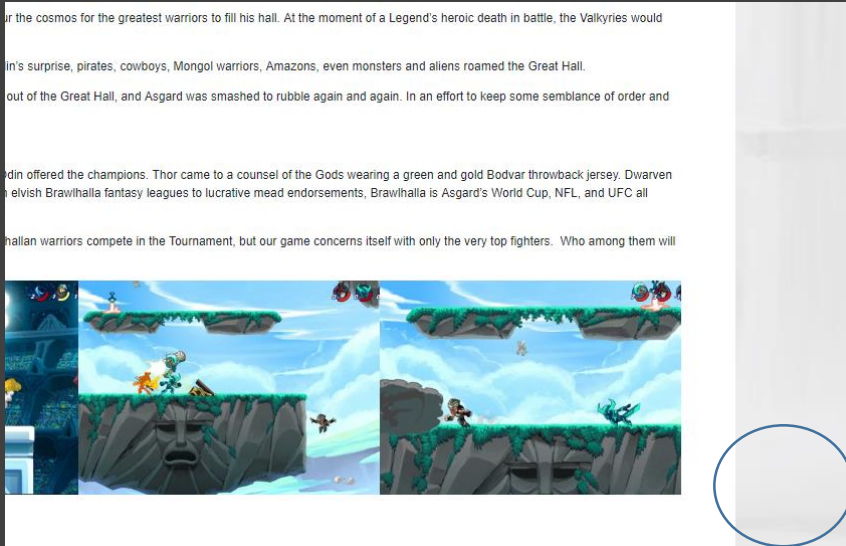 ur the cosmos for the greatest warriors to fill his hall. At the moment of a Legend's heroic death in battle, the Valkyries would
in's surprise, pirates, cowboys, Mongol warriors, Amazons, even monsters and aliens roamed the Great Hall.
out of the Great Hall, and Asgard was smashed to rubble again and again. In an effort to keep some semblance of order and
Odin offered the champions. Thor came to a counsel of the Gods wearing a green and gold Bodvar throwback jersey. Dwarven
elvish Brawlhalla fantasy leagues to lucrative mead endorsements, Brawlhalla is Asgard's World Cup, NFL, and UFC all
hallan warriors compete in the Tournament, but our game concerns itself with only the very top fighters. Who among them will